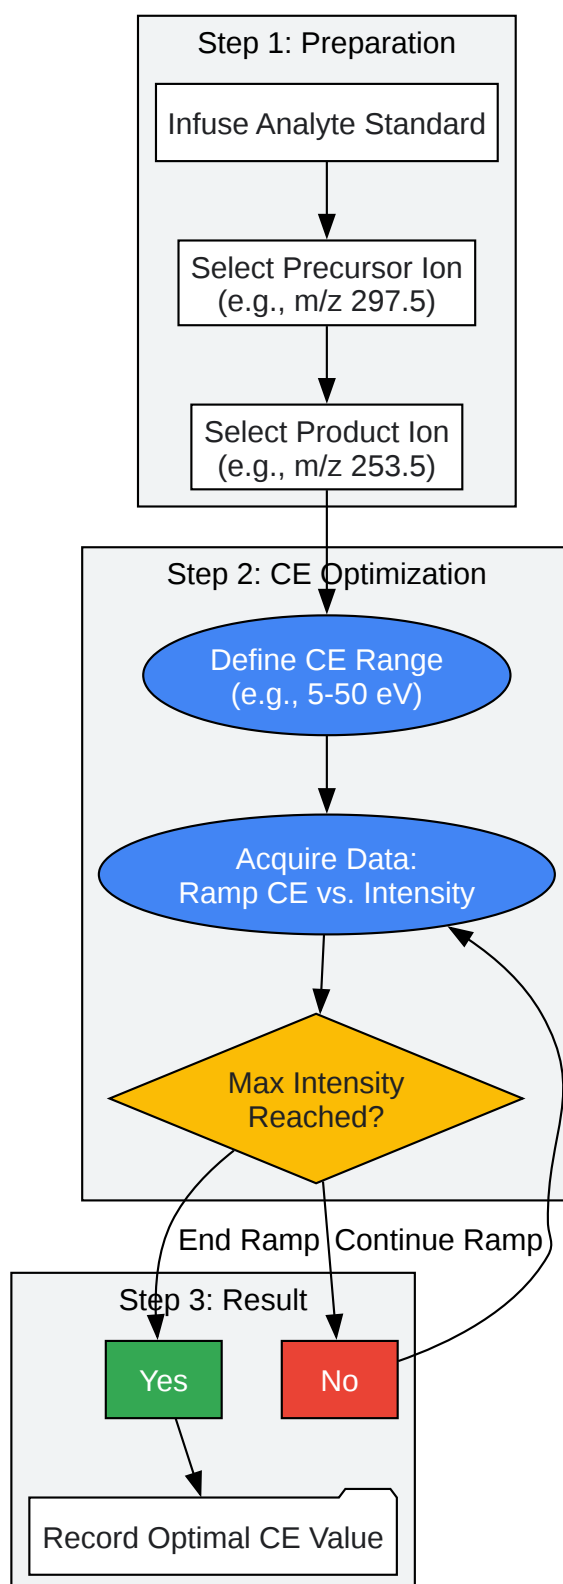 Step 1: Preparation
Infuse Analyte Standard
Select Precursor Ion
(e.g., m/z 297.5)
Select Product Ion
(e.g., m/z 253.5)
Step 2: CE Optimization
Define CE Range
(e.g., 5-50 eV)
Acquire Data:
Ramp CE vs. Intensity
Max Intensity
Reached?
End Ramp
Continue Ramp
Step 3: Result
Yes
No
Record Optimal CE Value